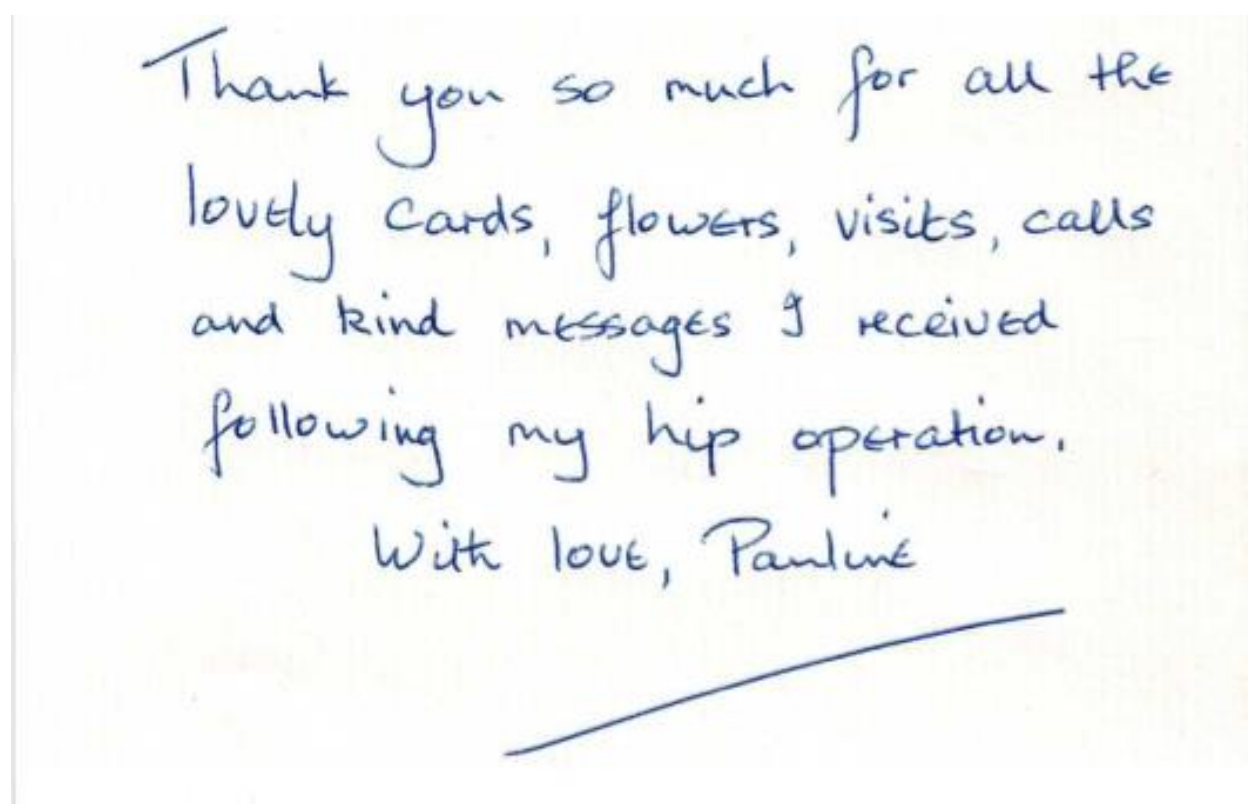 Thank you so much for all the
lovely cards, flowers, visits, calls
and kind messages I received
following my hip operation.
With love, Pauline